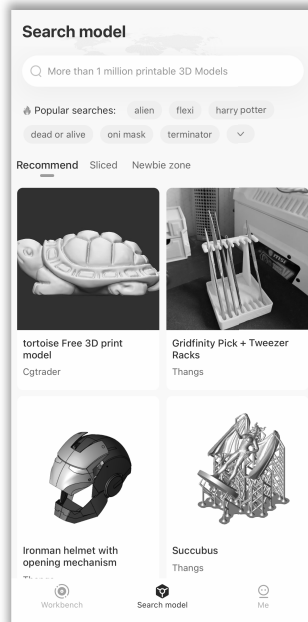 Search model
More than 1 million printable 3D Models
Popular searches: alien flexi harry potter
dead or alive oni mask terminator
Recommend Sliced Newbie zone
tortoise Free 3D print
model
Cgtrader
Gridfinity Pick + Tweezer
Racks
Thangs
Ironman helmet with
opening mechanism
Thangs
Succubus
Thangs
Workbench Search model Me